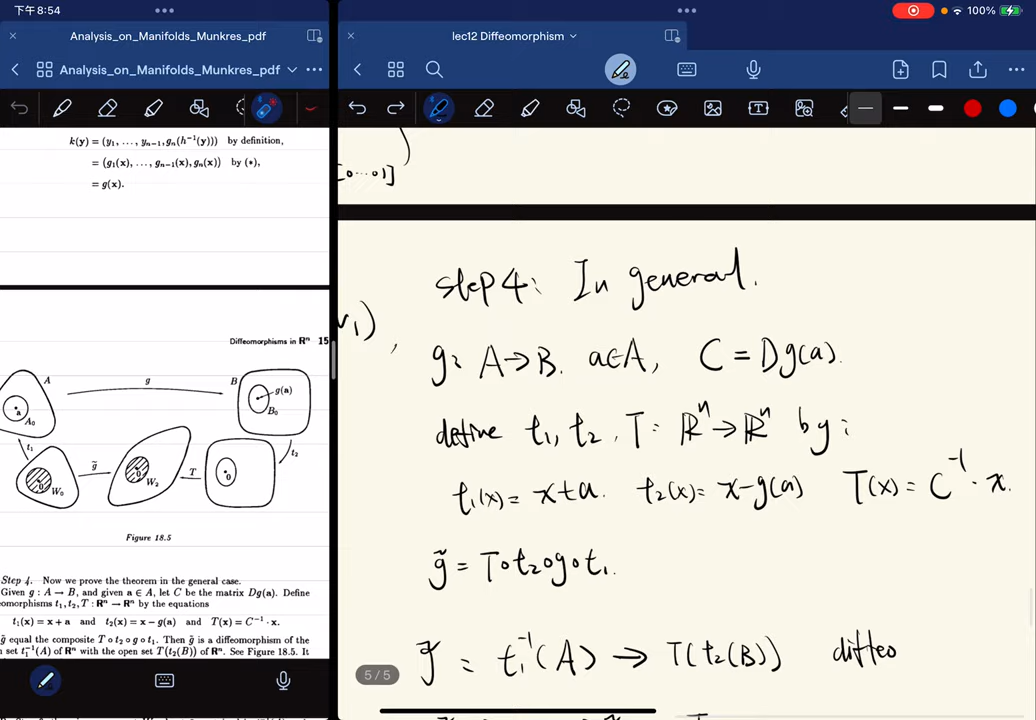 下午8:54
100%
Analysis_on_Manifolds_Munkres_pdf
lec12 Diffeomorphism
Analysis_on_Manifolds_Munkres_pdf
k(y) = (y₁, . . . , yₙ₋₁, gₙ(h⁻¹(y))) by definition,
= (g₁(x), . . . , gₙ₋₁(x), gₙ(x)) by (*),
= g(x).
Diffeomorphisms in Rⁿ 15
A
g
B
g(a)
a
A₀
B₀
t₁
t₂
g̃
T
0
W₀
0
W₂
0
Figure 18.5
Step 4. Now we prove the theorem in the general case.
Given g : A → B, and given a ∈ A, let C be the matrix Dg(a). Define
eomorphisms t₁, t₂, T : Rⁿ → Rⁿ by the equations
t₁(x) = x + a and t₂(x) = x − g(a) and T(x) = C⁻¹ · x.
g̃ equal the composite T ∘ t₂ ∘ g ∘ t₁. Then g̃ is a diffeomorphism of the
n set t₁⁻¹(A) of Rⁿ with the open set T(t₂(B) of Rⁿ. See Figure 18.5. It
[0⋯01]
step 4: In general.
v₁),
g: A→B. a∈A, C = Dg(a).
define t₁, t₂, T: ℝⁿ→ℝⁿ by:
t₁(x) = x+a. t₂(x) = x−g(a) T(x) = C⁻¹·x.
g̃ = T∘t₂∘g∘t₁.
g̃ : t₁⁻¹(A) → T(t₂(B)) diffeo
5 / 5